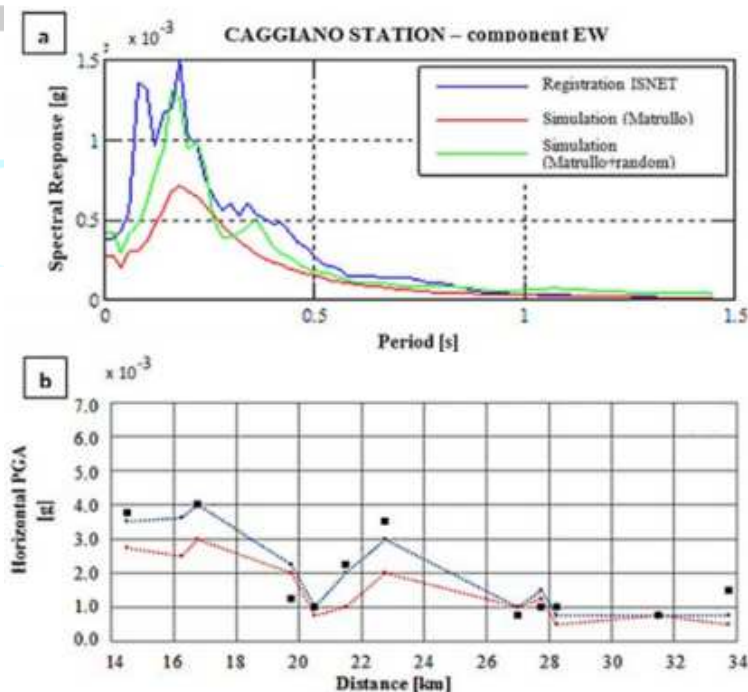 a
x 10-3
CAGGIANO STATION – component EW
1.5
1
0.5
0
Spectral Response [g]
Registration ISNET
Simulation (Matrullo)
Simulation
(Matrullo+random)
0 0.5 1 1.5
Period [s]
b
x 10-3
7.0
6.0
5.0
4.0
3.0
2.0
1.0
0.0
Horizontal PGA
[g]
14 16 18 20 22 24 26 28 30 32 34
Distance [km]